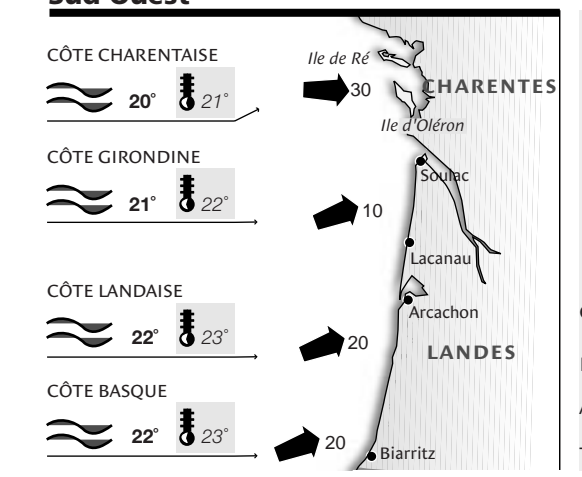 Sud-Ouest
CÔTE CHARENTAISE
20° 21°
CÔTE GIRONDINE
21° 22°
CÔTE LANDAISE
22° 23°
CÔTE BASQUE
22° 23°
Ile de Ré
30
CHARENTES
Ile d'Oléron
Soulac
10
Lacanau
Arcachon
20
LANDES
20
Biarritz